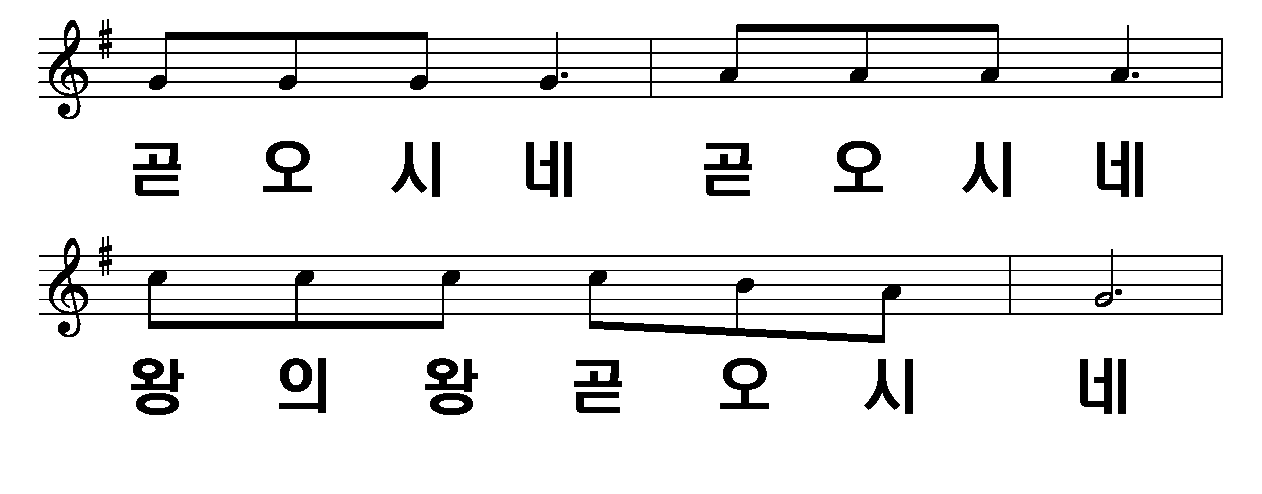 곧 오 시 네 곧 오 시 네
왕 의 왕 곧 오 시 네